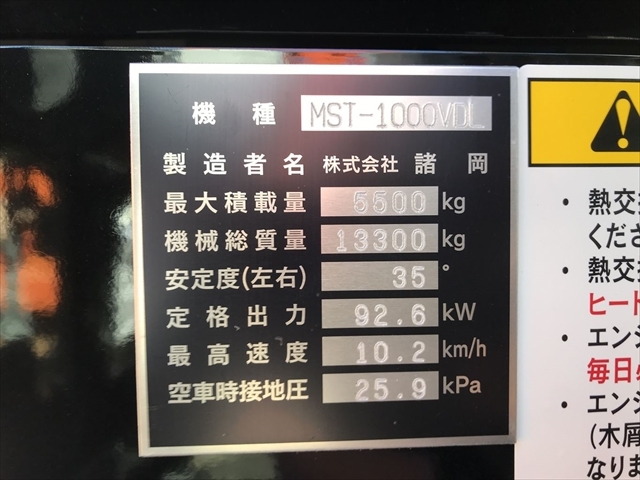 機種 MST-1000VDL
製造者名 株式会社 諸岡
最大積載量 5500 kg
機械総質量 13300 kg
安定度(左右) 35 °
定格出力 92.6 kW
最高速度 10.2 km/h
空車時接地圧 25.9 kPa
・熱交
くださ
・熱交
ヒート
・エンジ
毎日
・エン
(木屑
なりま